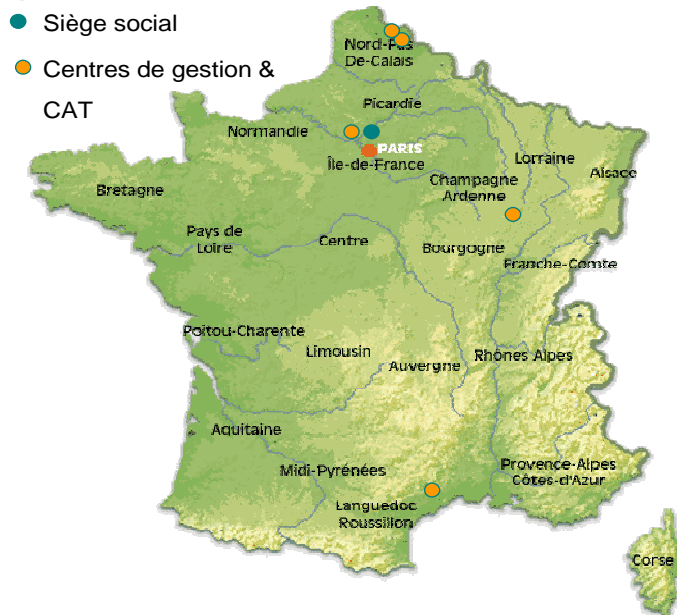 Siège social
Centres de gestion &
CAT
Nord-Pas
De-Calais
Picardie
Normandie
PARIS
Île-de-France
Lorraine
Alsace
Champagne
Ardenne
Bretagne
Pays de
Loire
Centre
Bourgogne
Franche-Comte
Poitou-Charente
Limousin
Auvergne
Rhônes Alpes
Aquitaine
Midi-Pyrénées
Provence-Alpes
Côtes-d'Azur
Languedoc
Roussillon
Corse